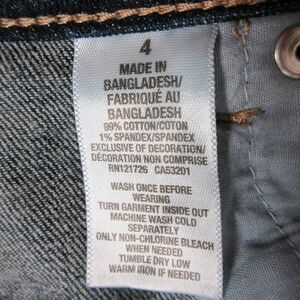 4
MADE IN
BANGLADESH/
FABRIQUÉ AU
BANGLADESH
99% COTTON/COTON
1% SPANDEX/SPANDEX
EXCLUSIVE OF DECORATION/
DÉCORATION NON COMPRISE
RN121726 CA53201
WASH ONCE BEFORE
WEARING
TURN GARMENT INSIDE OUT
MACHINE WASH COLD
SEPARATELY
ONLY NON-CHLORINE BLEACH
WHEN NEEDED
TUMBLE DRY LOW
WARM IRON IF NEEDED